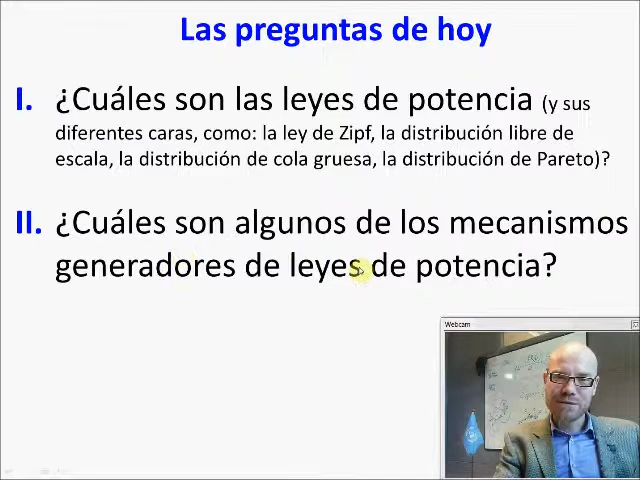 Las preguntas de hoy
I. ¿Cuáles son las leyes de potencia (y sus
diferentes caras, como: la ley de Zipf, la distribución libre de
escala, la distribución de cola gruesa, la distribución de Pareto)?
II. ¿Cuáles son algunos de los mecanismos
generadores de leyes de potencia?
Webcam